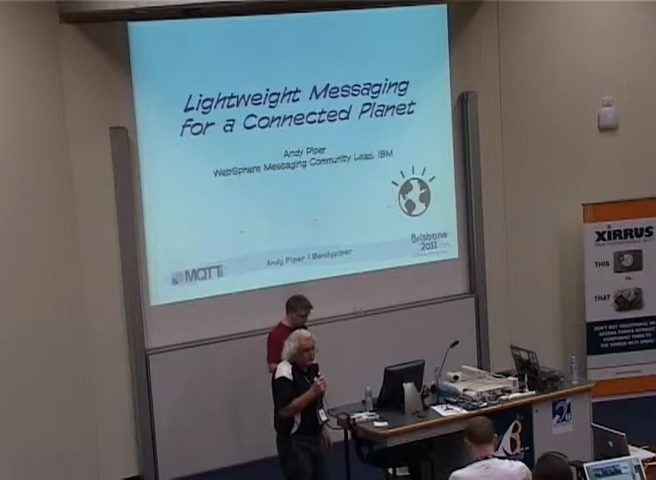 Lightweight Messaging
for a Connected Planet
Andy Piper
WebSphere Messaging Community Lead, IBM
Brisbane
2011
MQTT
Andy Piper | @andypiper
XIRRUS
THIS
THAT